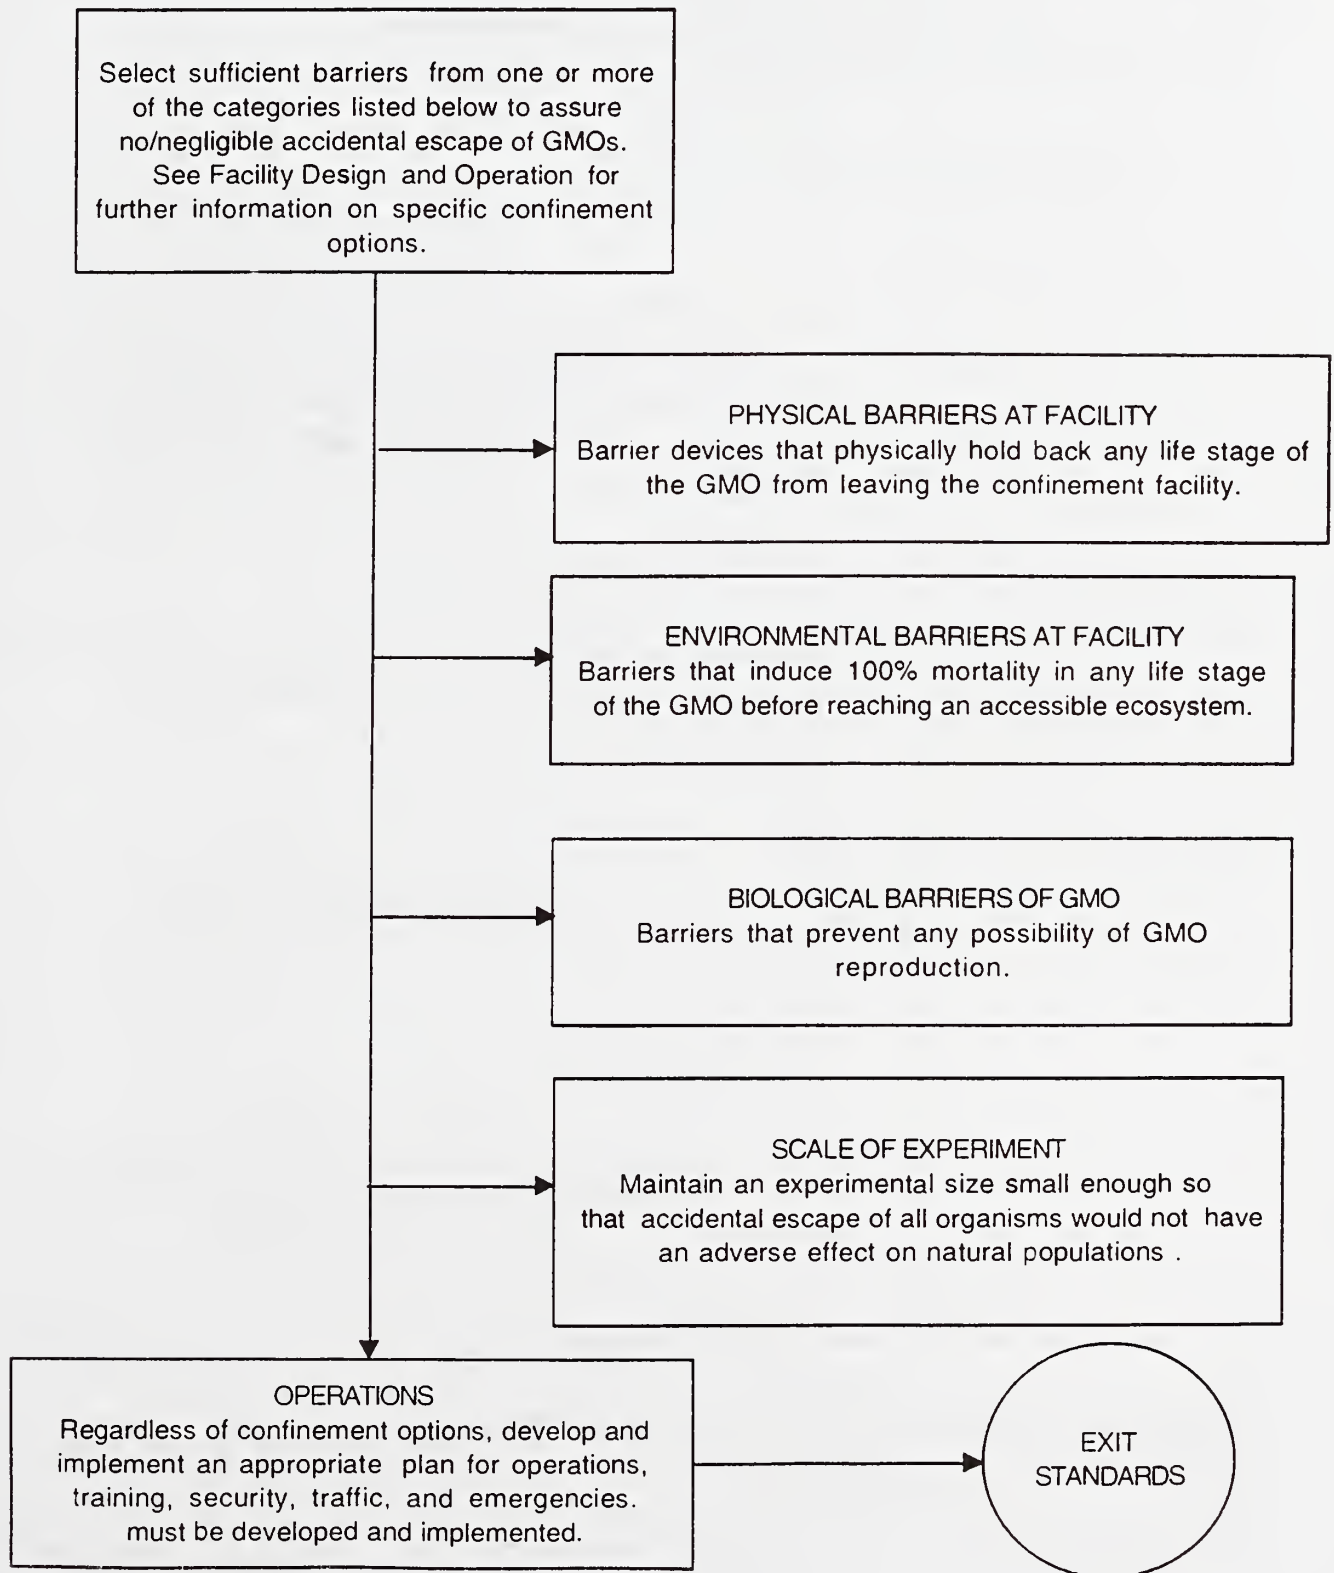 Select sufficient barriers from one or more
of the categories listed below to assure
no/negligible accidental escape of GMOs.
See Facility Design and Operation for
further information on specific confinement
options.
PHYSICAL BARRIERS AT FACILITY
Barrier devices that physically hold back any life stage of
the GMO from leaving the confinement facility.
ENVIRONMENTAL BARRIERS AT FACILITY
Barriers that induce 100% mortality in any life stage
of the GMO before reaching an accessible ecosystem.
BIOLOGICAL BARRIERS OF GMO
Barriers that prevent any possibility of GMO
reproduction.
SCALE OF EXPERIMENT
Maintain an experimental size small enough so
that accidental escape of all organisms would not have
an adverse effect on natural populations .
OPERATIONS
Regardless of confinement options, develop and
implement an appropriate plan for operations,
training, security, traffic, and emergencies.
must be developed and implemented.
EXIT
STANDARDS